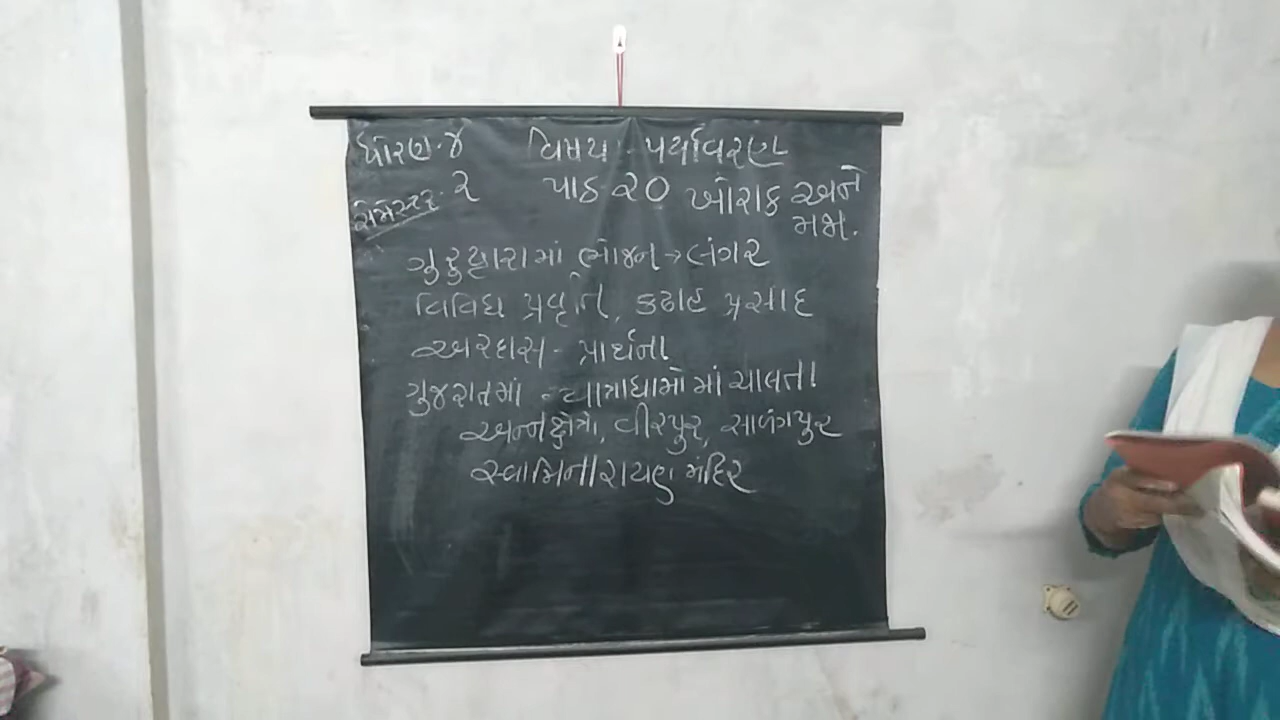 ધોરણ-૪ વિષય - પર્યાવરણ
સેમેસ્ટર-૨ પાઠ-૨૦ ખોરાક અને
મજા.
ગુરુદ્વારામાં ભોજન → લંગર
વિવિધ પ્રવૃત્તિ, કઢાહ પ્રસાદ
અરદાસ - પ્રાર્થના
ગુજરાતમાં - યાત્રાધામોમાં ચાલતા
અન્નક્ષેત્રો, વીરપુર, સાળંગપુર
સ્વામિનારાયણ મંદિર